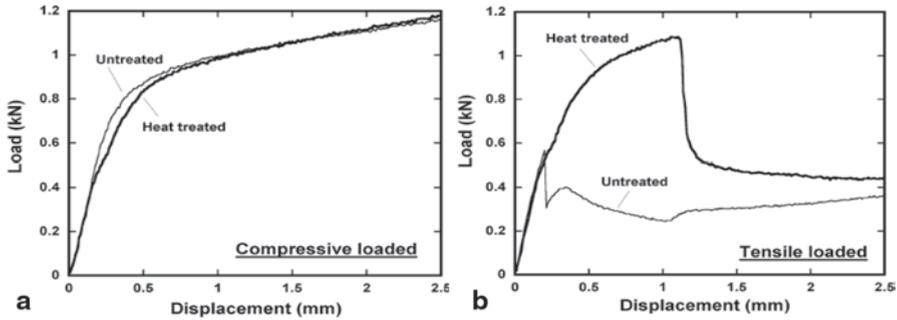 1.2
1
0.8
0.6
0.4
0.2
0
Load (kN)
Untreated
Heat treated
Compressive loaded
0 0.5 1 1.5 2 2.5
Displacement (mm)
a
1.2
1
0.8
0.6
0.4
0.2
0
Load (kN)
Heat treated
Untreated
Tensile loaded
0 0.5 1 1.5 2 2.5
Displacement (mm)
b